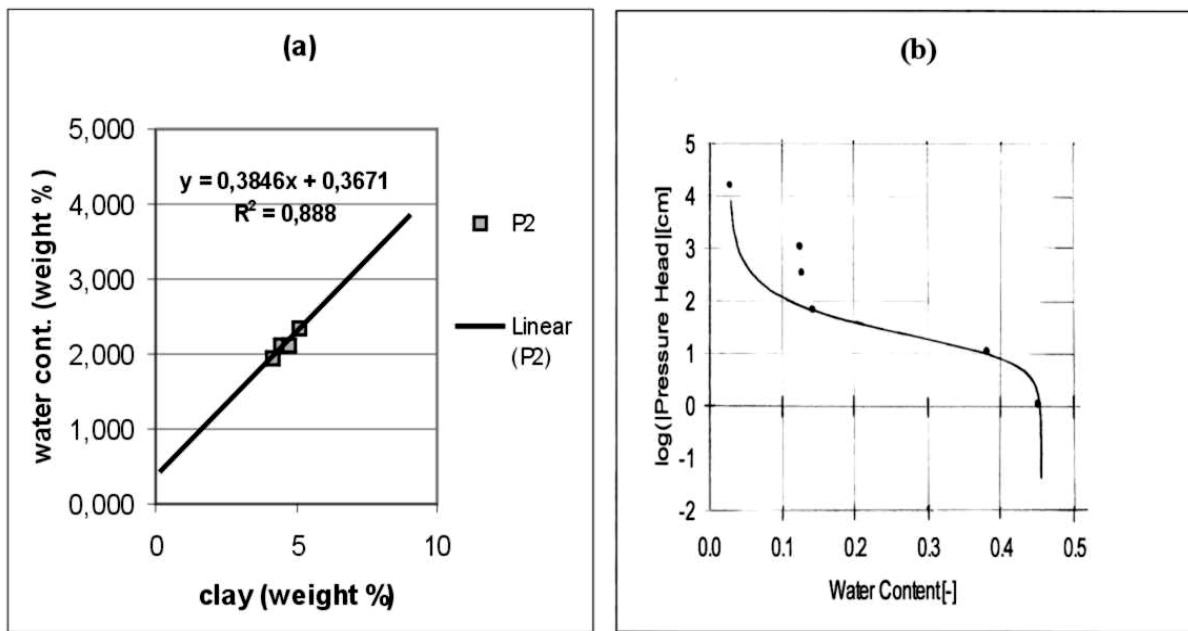 (a)
5,000
4,000
3,000
2,000
1,000
0,000
water cont. (weight %)
y = 0,3846x + 0,3671
R² = 0,888
P2
Linear
(P2)
0 5 10
clay (weight %)
(b)
5
4
3
2
1
0
-1
-2
log(|Pressure Head|[cm]
0.0 0.1 0.2 0.3 0.4 0.5
Water Content[-]